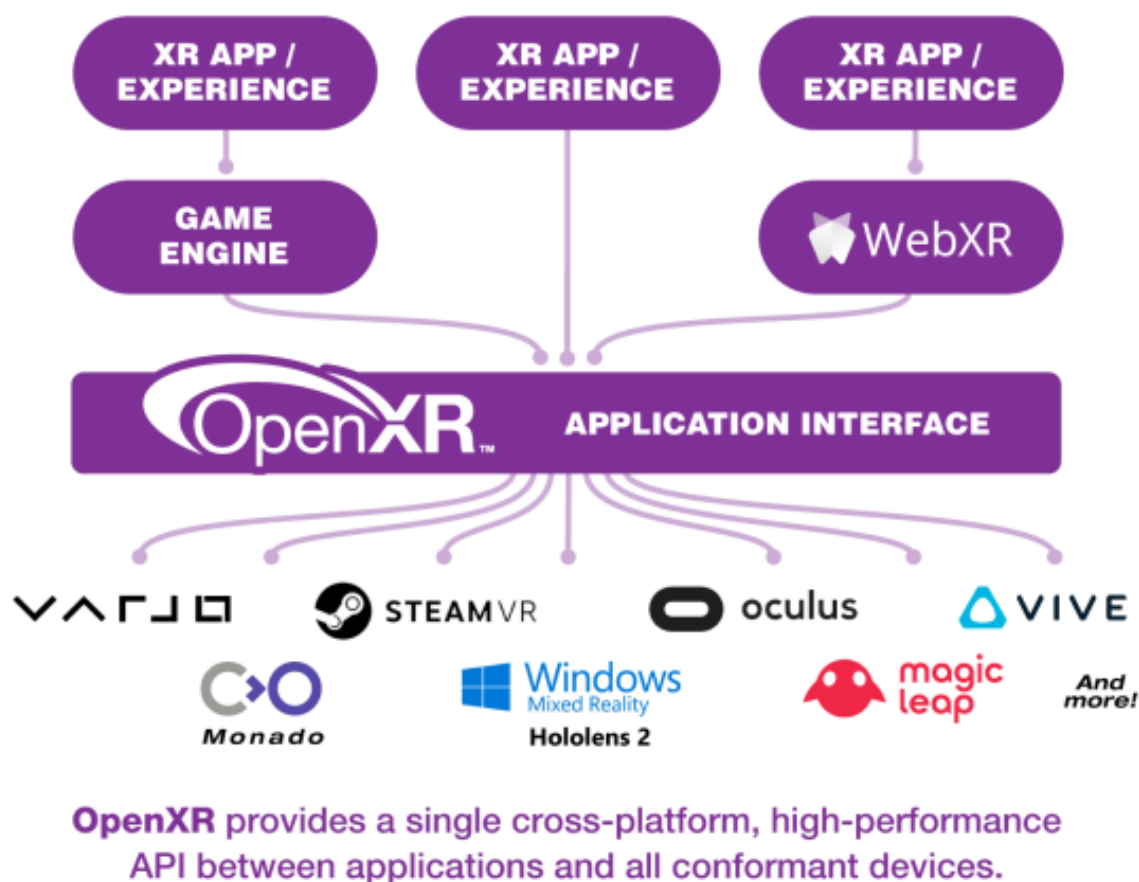 XR APP /
EXPERIENCE
XR APP /
EXPERIENCE
XR APP /
EXPERIENCE
GAME
ENGINE
WebXR
OpenXR™
APPLICATION INTERFACE
VARJO
STEAMVR
oculus
VIVE
Monado
Windows
Mixed Reality
Hololens 2
magic
leap
And
more!
OpenXR provides a single cross-platform, high-performance
API between applications and all conformant devices.